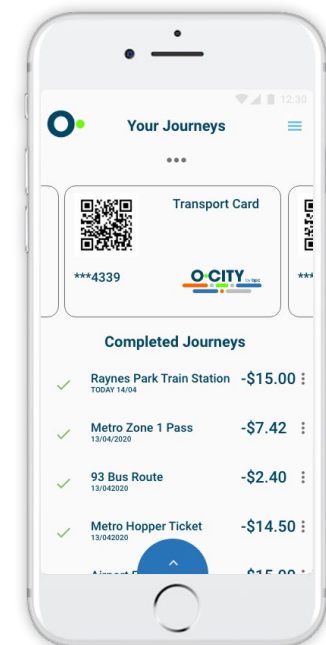 12:30
Your Journeys
Transport Card
***4339
O-CITY
***
Completed Journeys
Raynes Park Train Station -$15.00
TODAY 14/04
Metro Zone 1 Pass -$7.42
13/04/2020
93 Bus Route -$2.40
13/042020
Metro Hopper Ticket -$14.50
13/042020